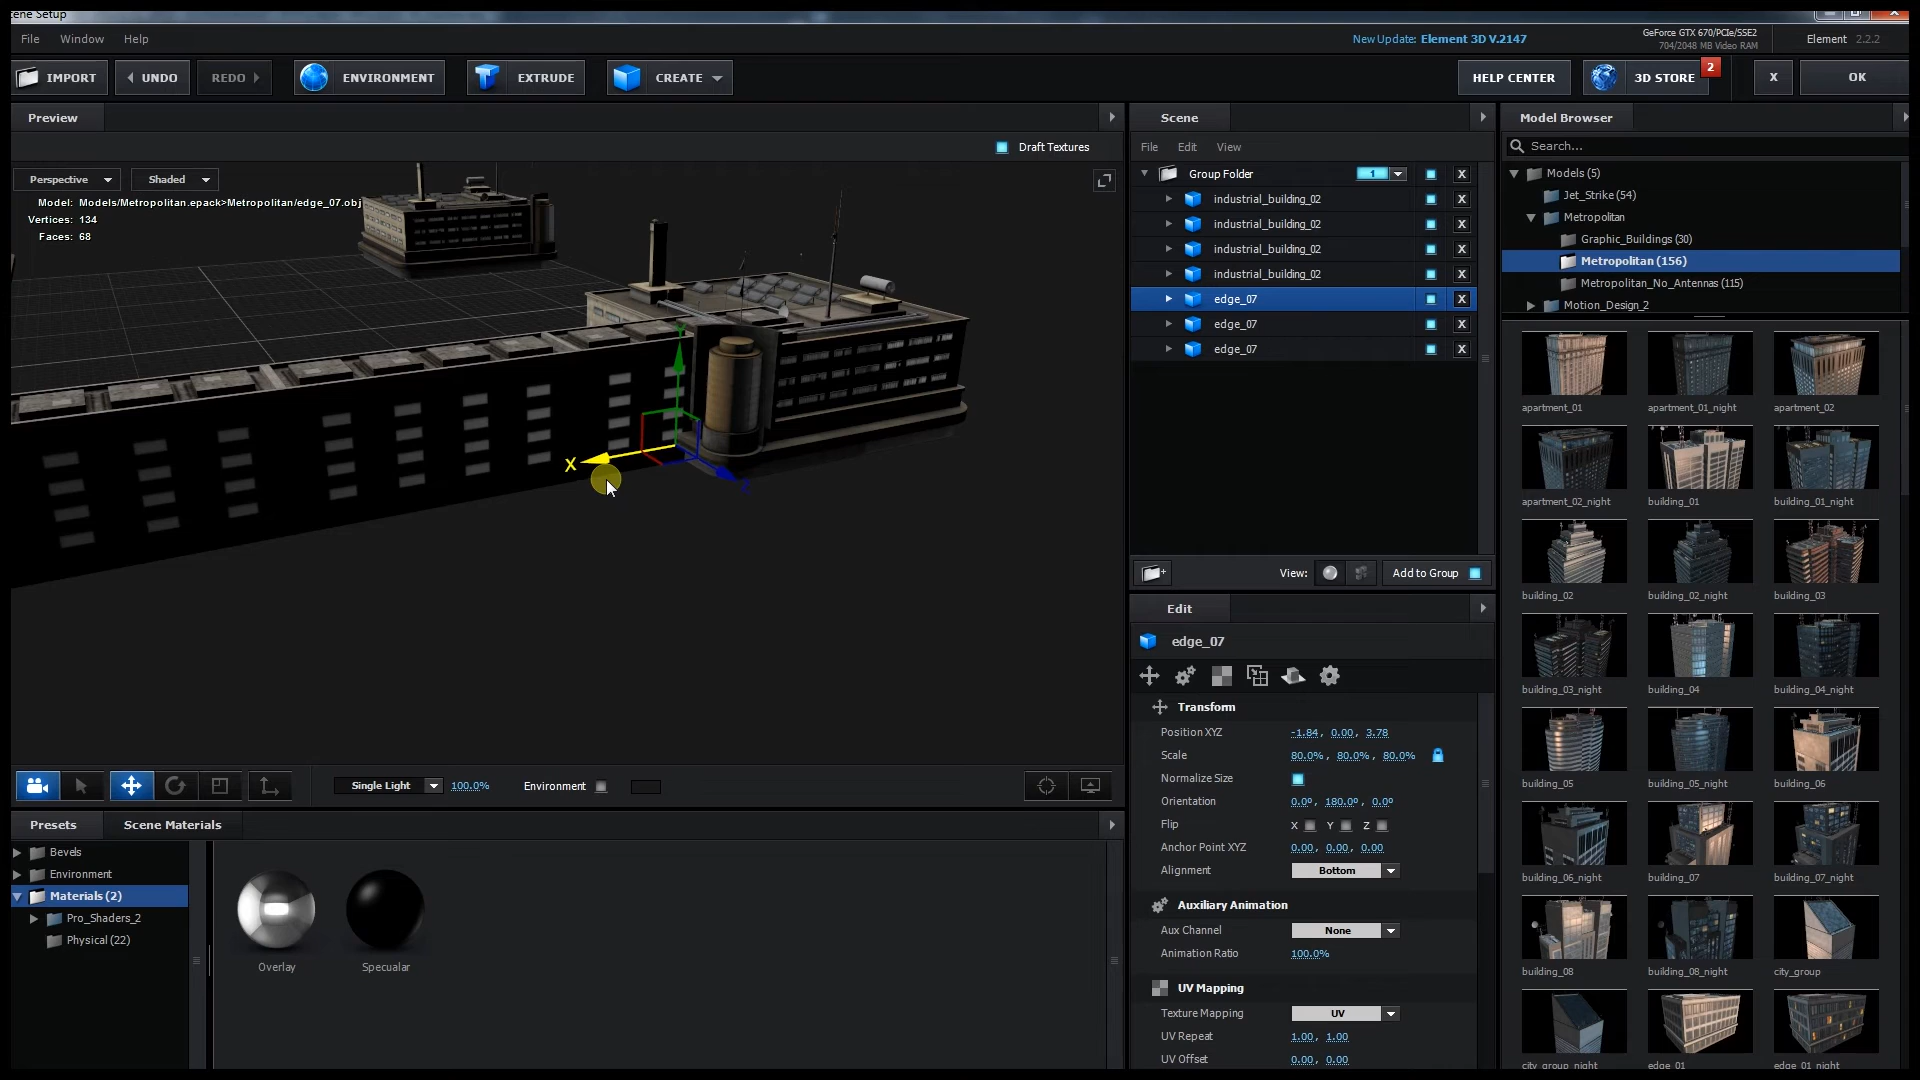 cene Setup
File Window Help
New Update: Element 3D V.2147
GeForce GTX 670/PCIe/SSE2
704/2048 MB Video RAM
Element 2.2.2
IMPORT UNDO REDO ENVIRONMENT EXTRUDE CREATE HELP CENTER 3D STORE 2 X OK
Preview
Draft Textures
Perspective Shaded
Model: Models/Metropolitan.epack>Metropolitan/edge_07.obj
Vertices: 134
Faces: 68
Y
X
Z
Single Light 100.0% Environment
Presets Scene Materials
Bevels
Environment
Materials (2)
Pro_Shaders_2
Physical (22)
Overlay Specualar
Scene
File Edit View
Group Folder 1 X
industrial_building_02 X
industrial_building_02 X
industrial_building_02 X
industrial_building_02 X
edge_07 X
edge_07 X
edge_07 X
View: Add to Group
Edit
edge_07
Transform
Position XYZ -1.84, 0.00, 3.78
Scale 80.0%, 80.0%, 80.0%
Normalize Size
Orientation 0.0º, 180.0º, 0.0º
Flip X Y Z
Anchor Point XYZ 0.00, 0.00, 0.00
Alignment Bottom
Auxiliary Animation
Aux Channel None
Animation Ratio 100.0%
UV Mapping
Texture Mapping UV
UV Repeat 1.00, 1.00
UV Offset 0.00, 0.00
Model Browser
Search...
Models (5)
Jet_Strike (54)
Metropolitan
Graphic_Buildings (30)
Metropolitan (156)
Metropolitan_No_Antennas (115)
Motion_Design_2
apartment_01 apartment_01_night apartment_02
apartment_02_night building_01 building_01_night
building_02 building_02_night building_03
building_03_night building_04 building_04_night
building_05 building_05_night building_06
building_06_night building_07 building_07_night
building_08 building_08_night city_group
city_group_night edge_01 edge_01_night